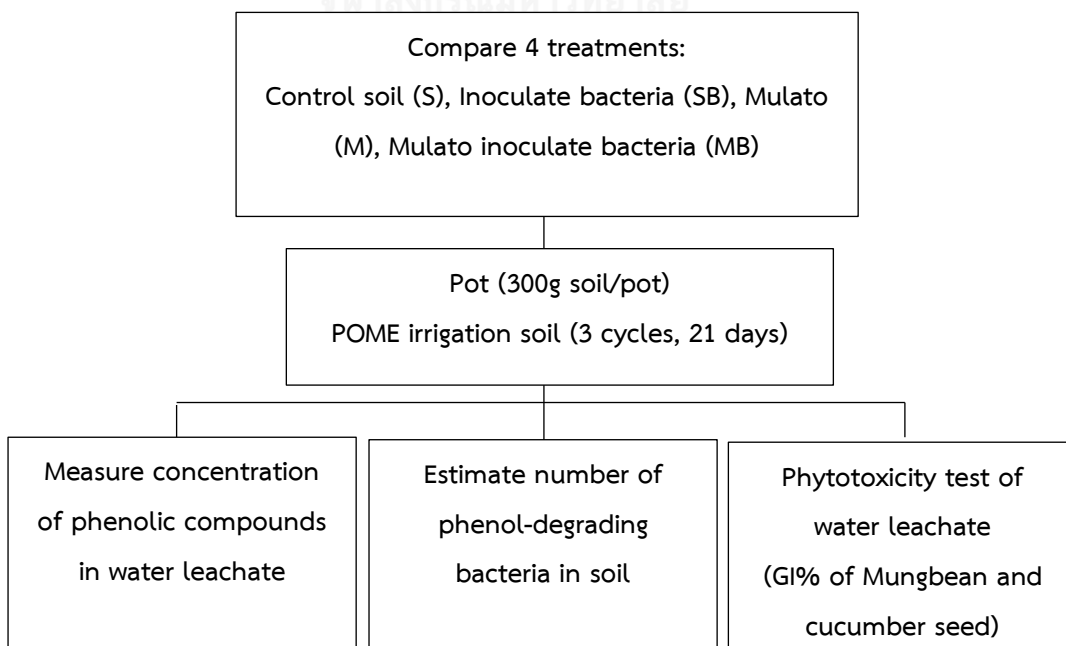 Compare 4 treatments:
Control soil (S), Inoculate bacteria (SB), Mulato
(M), Mulato inoculate bacteria (MB)
Pot (300g soil/pot)
POME irrigation soil (3 cycles, 21 days)
Measure concentration
of phenolic compounds
in water leachate
Estimate number of
phenol-degrading
bacteria in soil
Phytotoxicity test of
water leachate
(GI% of Mungbean and
cucumber seed)